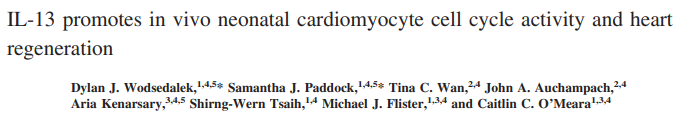 IL-13 promotes in vivo neonatal cardiomyocyte cell cycle activity and heart
regeneration
Dylan J. Wodsedalek,1,4,5* Samantha J. Paddock,1,4,5* Tina C. Wan,2,4 John A. Auchampach,2,4
Aria Kenarsary,3,4,5 Shirng-Wern Tsaih,1,4 Michael J. Flister,1,3,4 and Caitlin C. O’Meara1,3,4